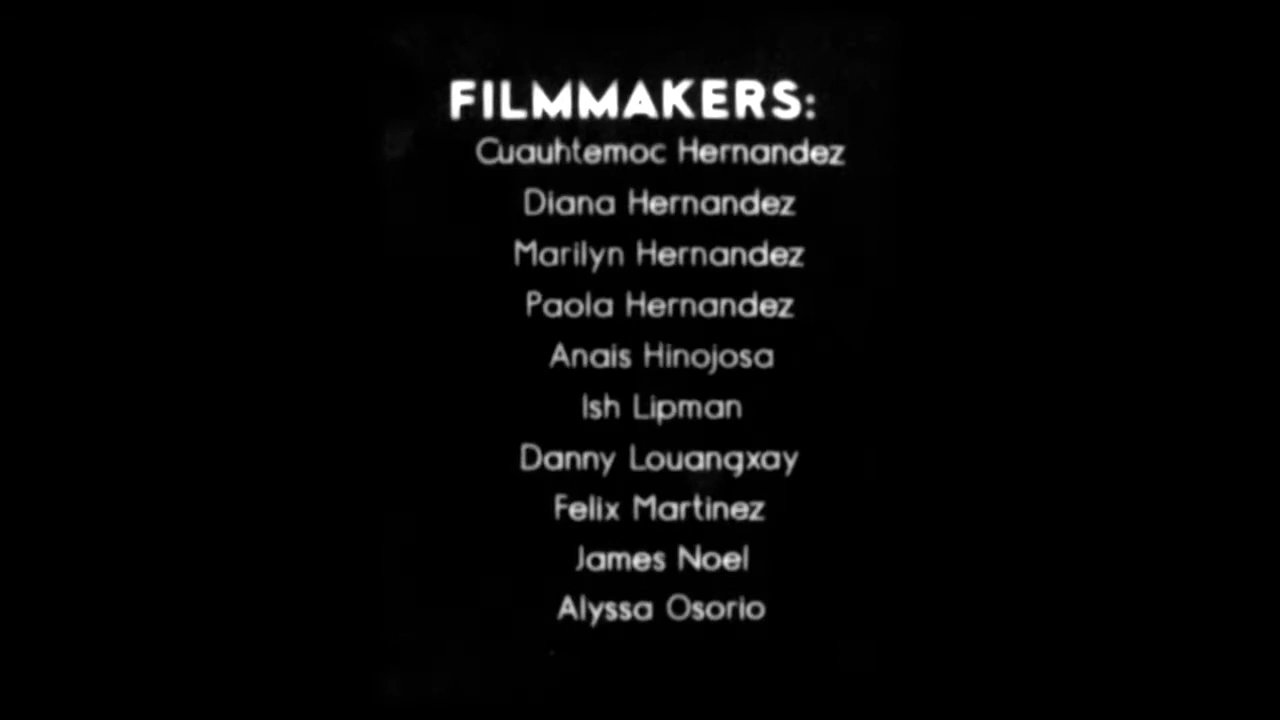 FILMMAKERS:
Cuauhtemoc Hernandez
Diana Hernandez
Marilyn Hernandez
Paola Hernandez
Anais Hinojosa
Ish Lipman
Danny Louangxay
Felix Martinez
James Noel
Alyssa Osorio